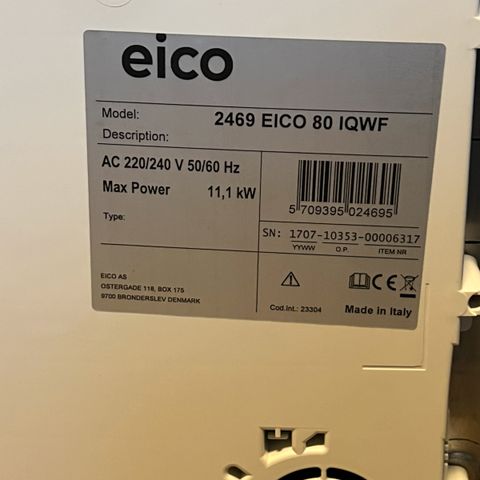 eico
Model: 2469 EICO 80 IQWF
Description:
AC 220/240 V 50/60 Hz
Max Power 11,1 kW
Type:
5 709395 024695
SN: 1707-10353-00006317
YYWW O.P. ITEM NR
EICO AS
OSTERGADE 118, BOX 175
9700 BRONDERSLEV DENMARK
Cod.int.: 23304
CE
Made in Italy